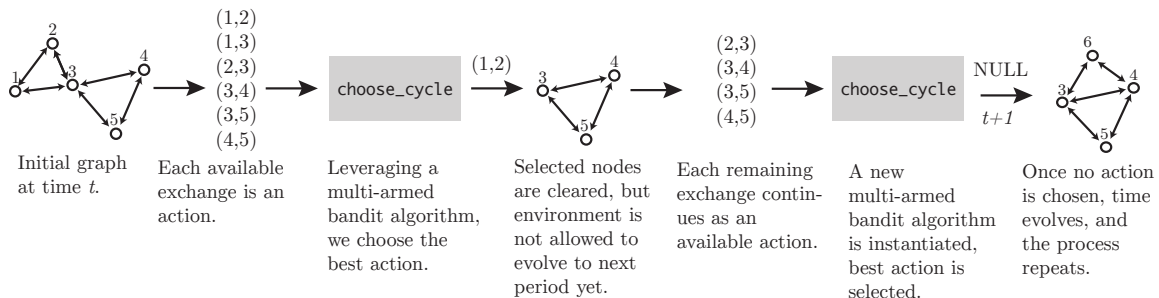 2
1
3
4
5
Initial graph
at time t.
(1,2)
(1,3)
(2,3)
(3,4)
(3,5)
(4,5)
Each available
exchange is an
action.
choose_cycle
Leveraging a
multi-armed
bandit algorithm,
we choose the
best action.
(1,2)
3
4
5
Selected nodes
are cleared, but
environment is
not allowed to
evolve to next
period yet.
(2,3)
(3,4)
(3,5)
(4,5)
Each remaining
exchange contin-
ues as an
available action.
choose_cycle
A new
multi-armed
bandit algorithm
is instantiated,
best action is
selected.
NULL
t+1
6
3
4
5
Once no action
is chosen, time
evolves, and
the process
repeats.